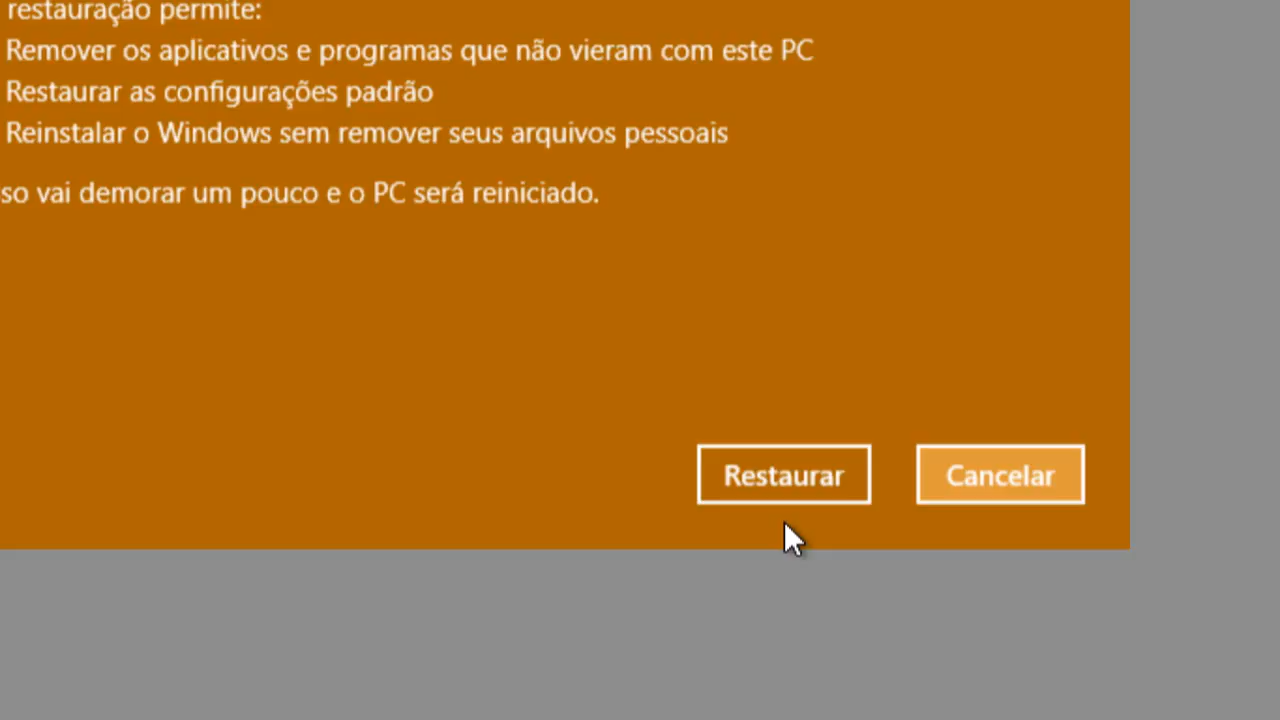 restauração permite:
Remover os aplicativos e programas que não vieram com este PC
Restaurar as configurações padrão
Reinstalar o Windows sem remover seus arquivos pessoais
so vai demorar um pouco e o PC será reiniciado.
Restaurar
Cancelar